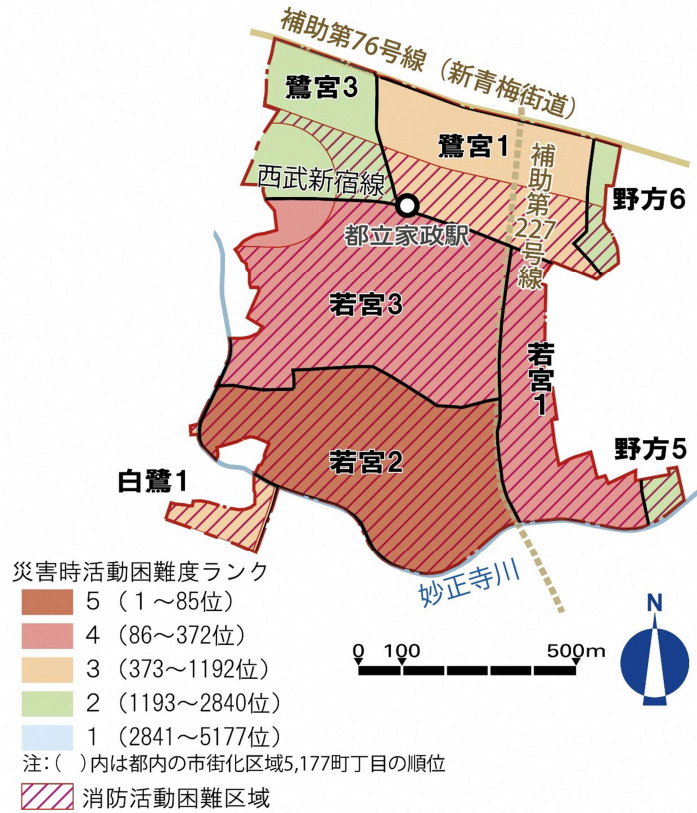 補助第76号線（新青梅街道）
鷺宮3
鷺宮1
補助第227号線
野方6
西武新宿線
都立家政駅
若宮3
若宮1
若宮2
野方5
白鷺1
妙正寺川
災害時活動困難度ランク
5（1～85位）
4（86～372位）
3（373～1192位）
2（1193～2840位）
1（2841～5177位）
注：（　）内は都内の市街化区域5,177町丁目の順位
消防活動困難区域
0 100 500m
N